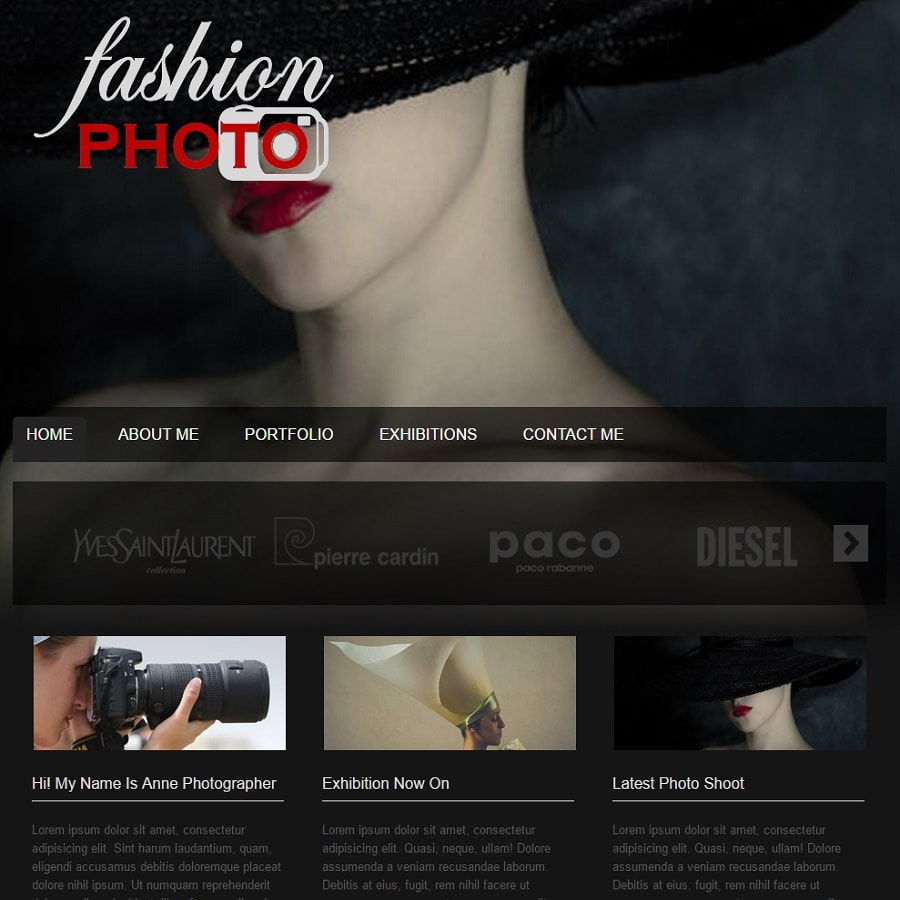 fashion
PHOTO
HOME ABOUT ME PORTFOLIO EXHIBITIONS CONTACT ME
YVESSAINTLAURENT
collection
pierre cardin
paco
paco rabanne
DIESEL
Hi! My Name Is Anne Photographer
Lorem ipsum dolor sit amet, consectetur
adipisicing elit. Sint harum laudantium, quam,
eligendi accusamus debitis doloremque placeat
dolore nihil ipsum. Ut numquam reprehenderit
Exhibition Now On
Lorem ipsum dolor sit amet, consectetur
adipisicing elit. Quasi, neque, ullam! Dolore
assumenda a veniam recusandae laborum.
Debitis at eius, fugit, rem nihil facere ut
Latest Photo Shoot
Lorem ipsum dolor sit amet, consectetur
adipisicing elit. Quasi, neque, ullam! Dolore
assumenda a veniam recusandae laborum.
Debitis at eius, fugit, rem nihil facere ut